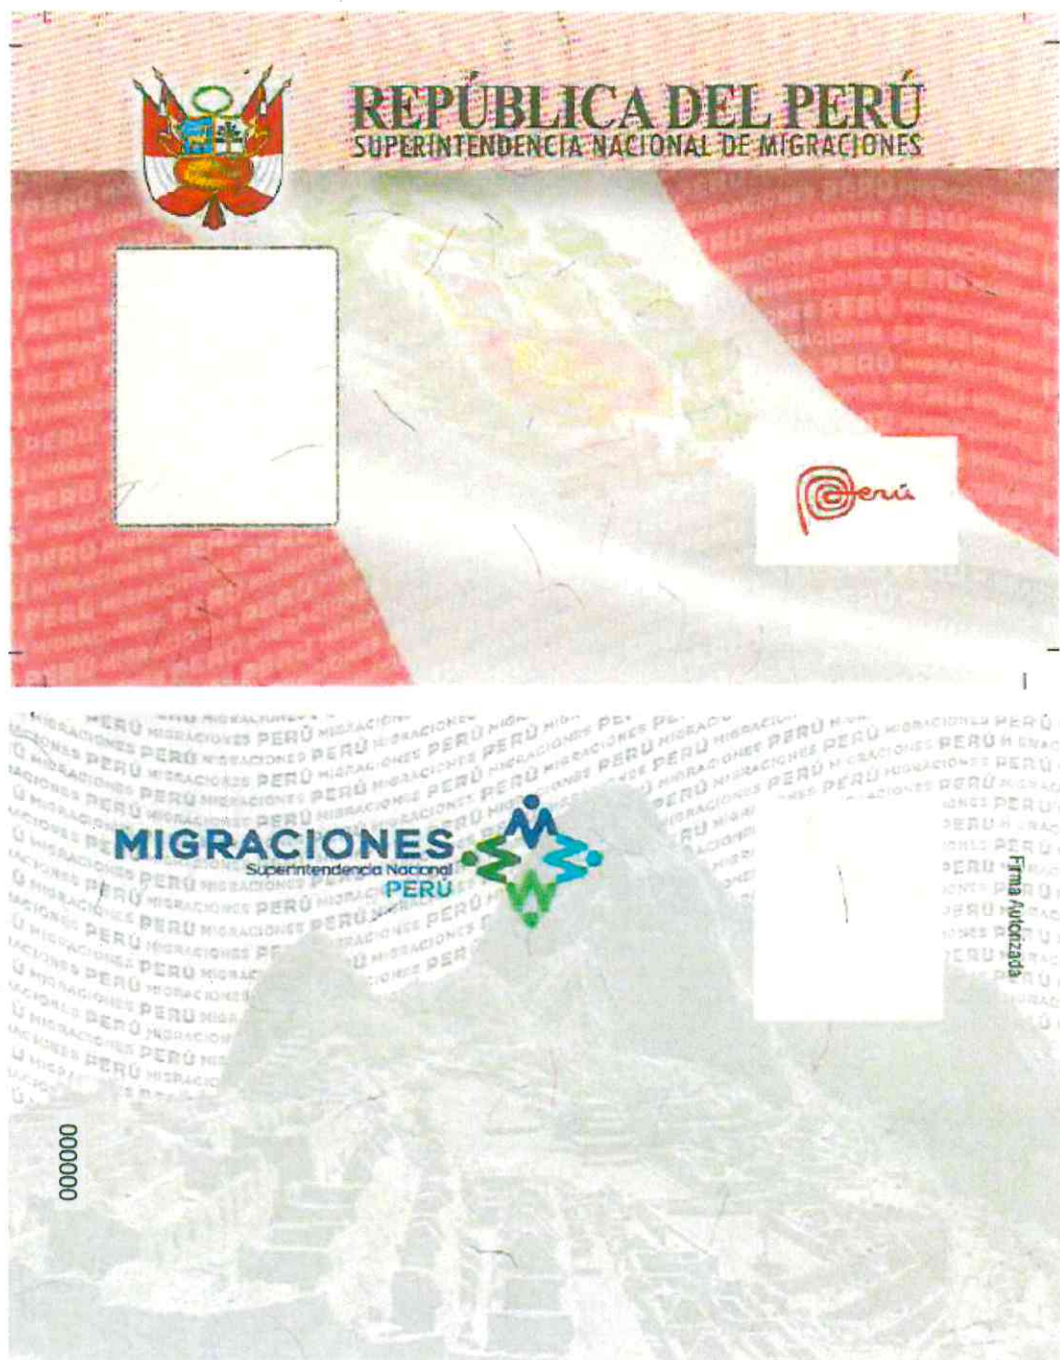 REPÚBLICA DEL PERÚ
SUPERINTENDENCIA NACIONAL DE MIGRACIONES
Perú
MIGRACIONES
Superintendencia Nacional
PERÚ
Firma Autorizada
000000